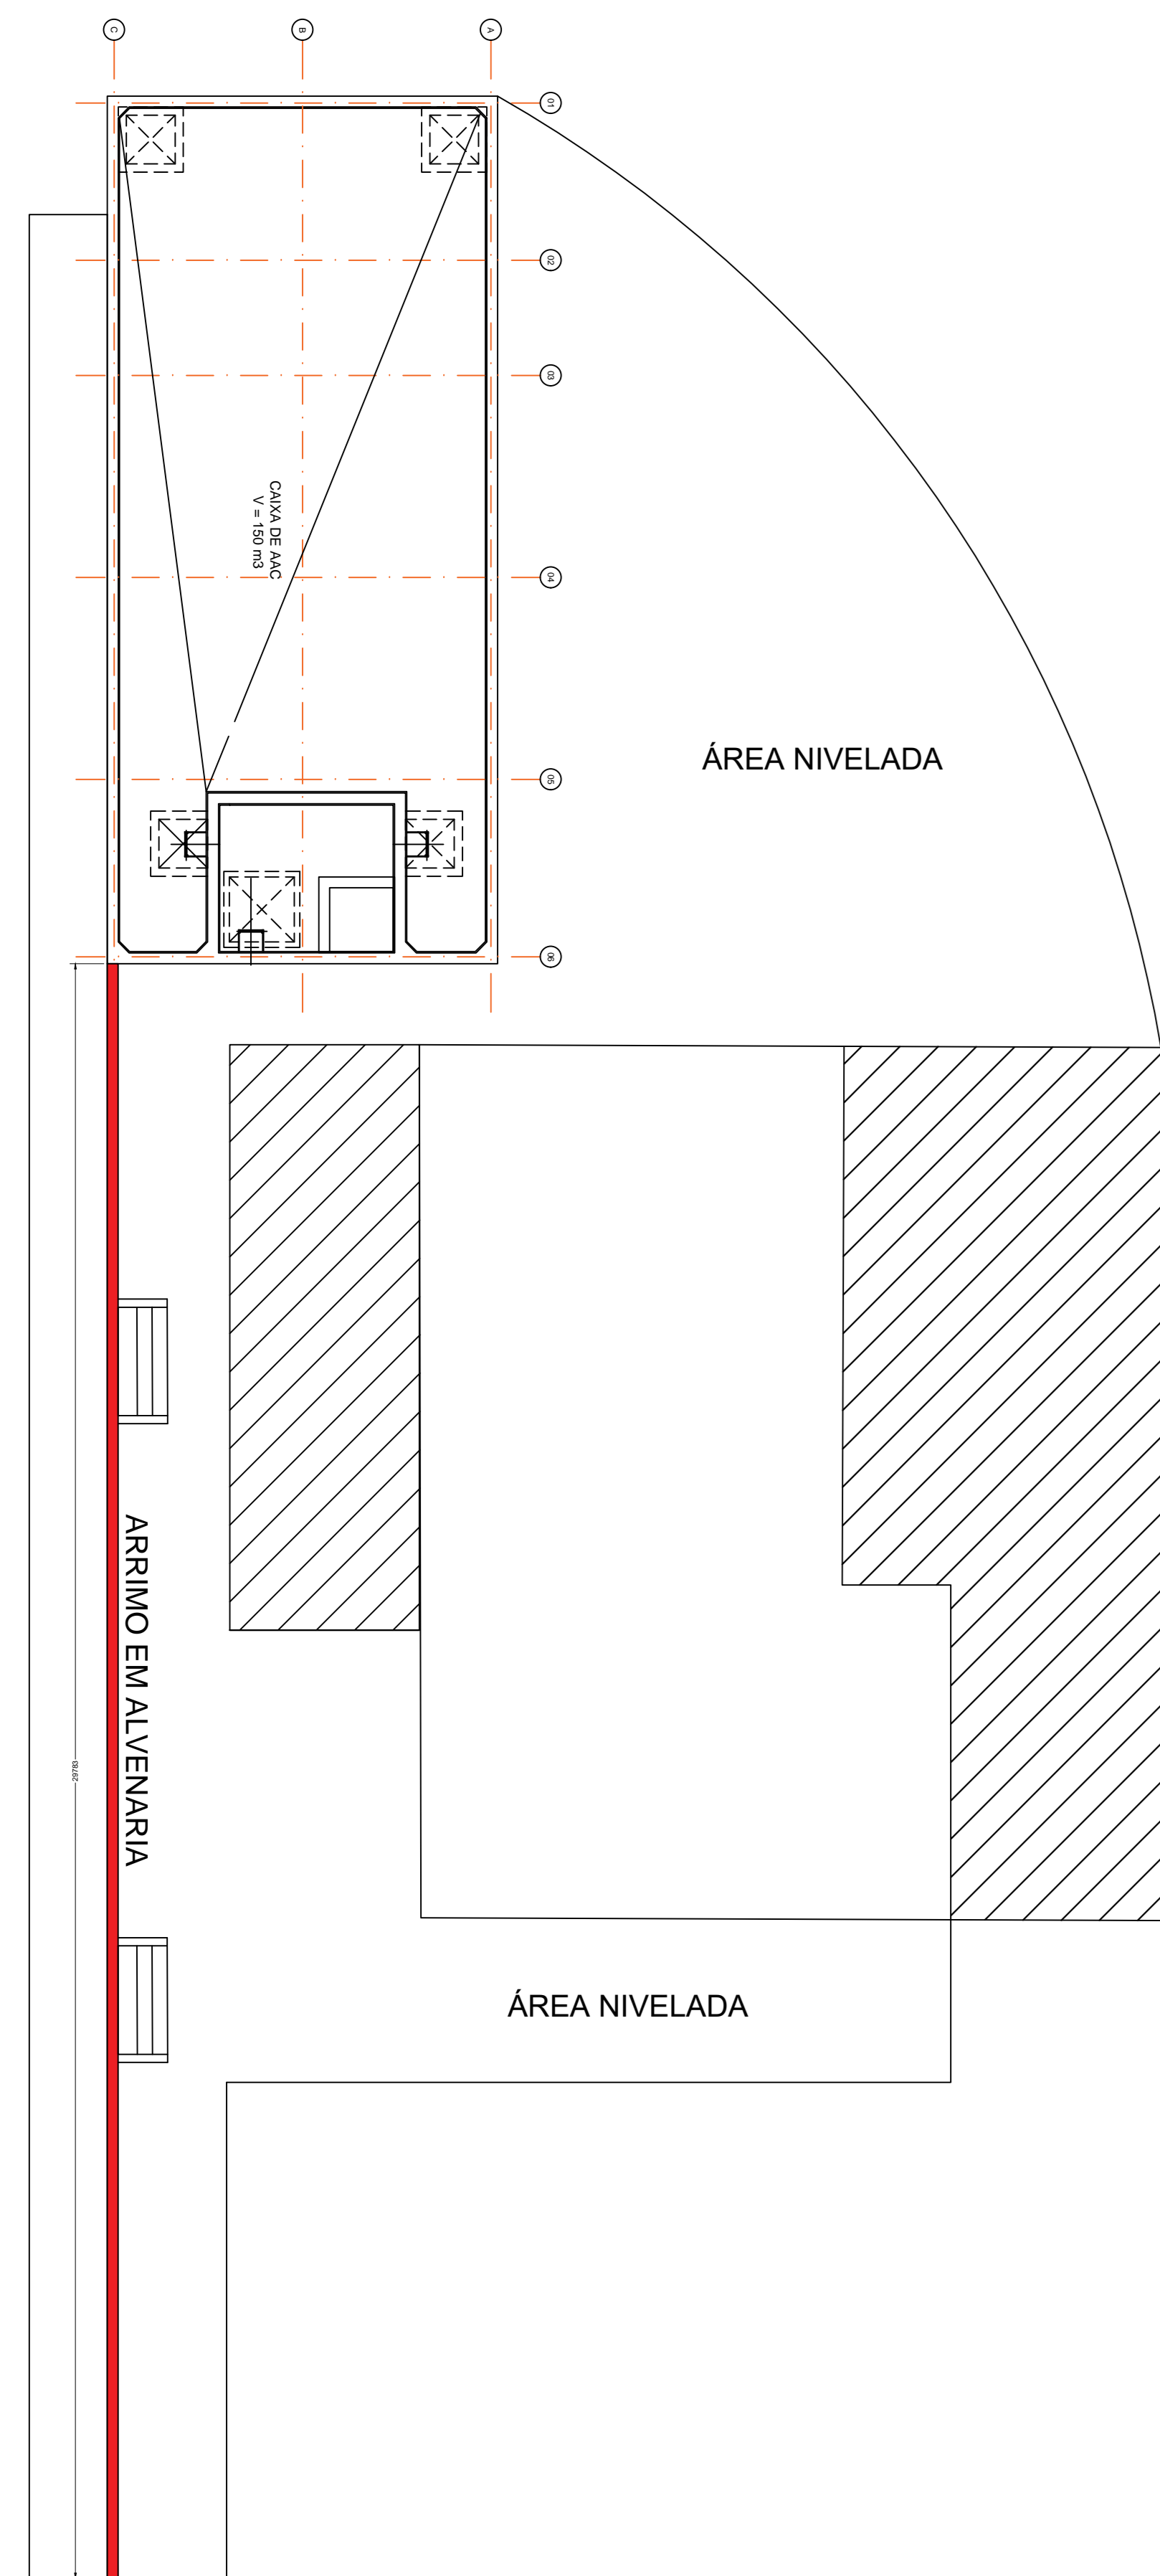 C
B
A
01
02
03
CAIXA DE AAC
V = 150 m3
04
ÁREA NIVELADA
05
06
ARRIMO EM ALVENARIA
29783
ÁREA NIVELADA